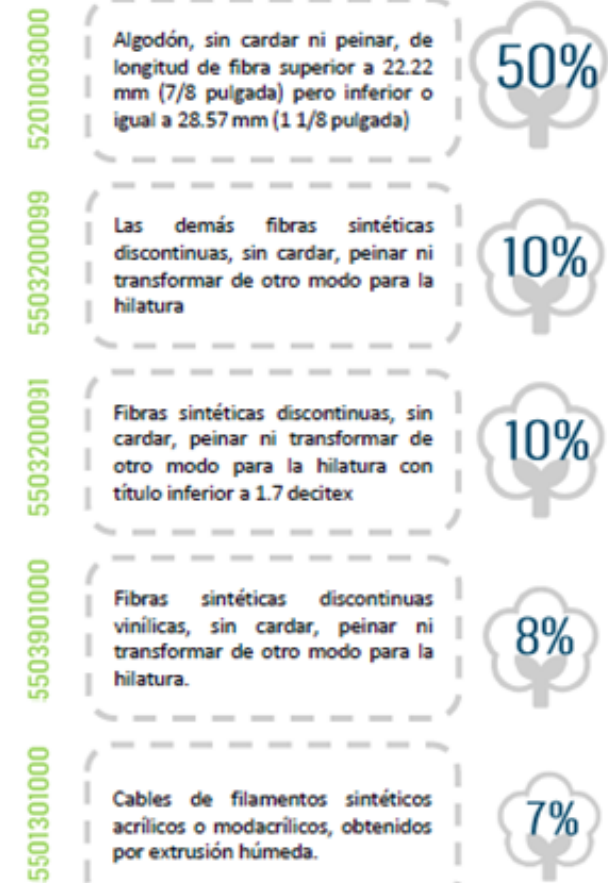 5201003000
Algodón, sin cardar ni peinar, de
longitud de fibra superior a 22.22
mm (7/8 pulgada) pero inferior o
igual a 28.57 mm (1 1/8 pulgada)
50%
5503200099
Las demás fibras sintéticas
discontinuas, sin cardar, peinar ni
transformar de otro modo para la
hilatura
10%
5503200091
Fibras sintéticas discontinuas, sin
cardar, peinar ni transformar de
otro modo para la hilatura con
título inferior a 1.7 decitex
10%
5503901000
Fibras sintéticas discontinuas
vinílicas, sin cardar, peinar ni
transformar de otro modo para la
hilatura.
8%
5501301000
Cables de filamentos sintéticos
acrílicos o modacrílicos, obtenidos
por extrusión húmeda.
7%